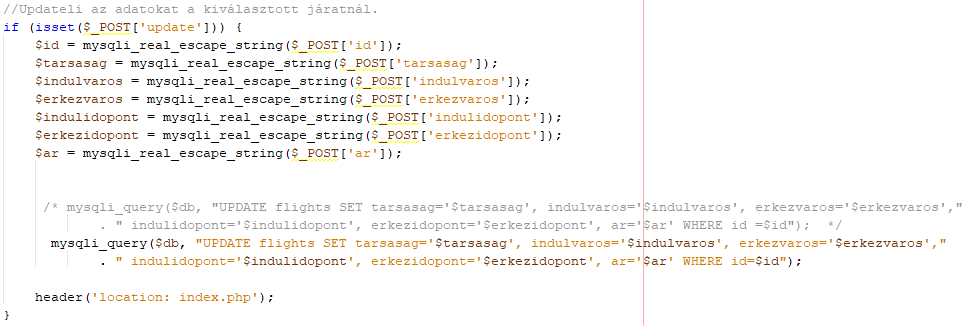 //Updateli az adatokat a kiválasztott járatnál.
if (isset($_POST['update'])) {
$id = mysqli_real_escape_string($_POST['id']);
$tarsasag = mysqli_real_escape_string($_POST['tarsasag']);
$indulvaros = mysqli_real_escape_string($_POST['indulvaros']);
$erkezvaros = mysqli_real_escape_string($_POST['erkezvaros']);
$indulidopont = mysqli_real_escape_string($_POST['indulidopont']);
$erkezidopont = mysqli_real_escape_string($_POST['erkezidopont']);
$ar = mysqli_real_escape_string($_POST['ar']);
/* mysqli_query($db, "UPDATE flights SET tarsasag='$tarsasag', indulvaros='$indulvaros', erkezvaros='$erkezvaros',"
. " indulidopont='$indulidopont', erkezidopont='$erkezidopont', ar='$ar' WHERE id =$id");  */
mysqli_query($db, "UPDATE flights SET tarsasag='$tarsasag', indulvaros='$indulvaros', erkezvaros='$erkezvaros',"
. " indulidopont='$indulidopont', erkezidopont='$erkezidopont', ar='$ar' WHERE id=$id");
header('location: index.php');
}